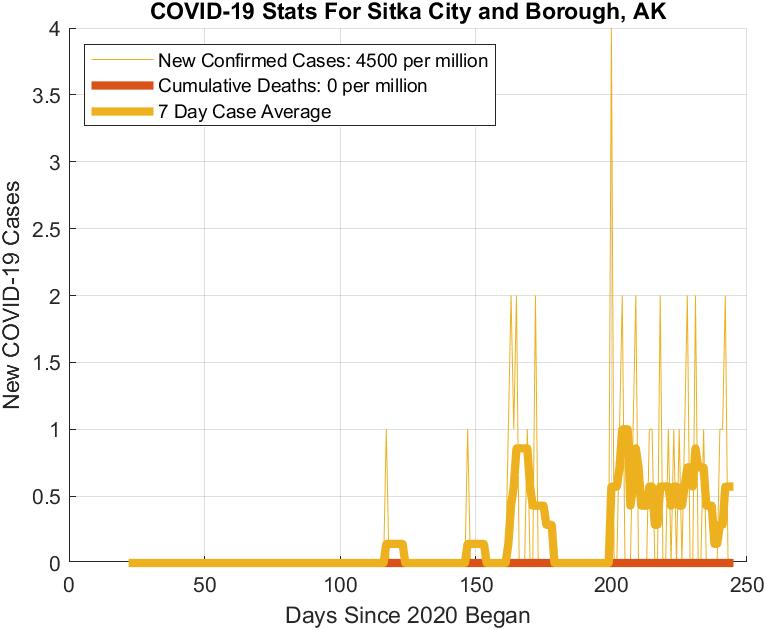 COVID-19 Stats For Sitka City and Borough, AK
New Confirmed Cases: 4500 per million
Cumulative Deaths: 0 per million
7 Day Case Average
New COVID-19 Cases
4
3.5
3
2.5
2
1.5
1
0.5
0
0 50 100 150 200 250
Days Since 2020 Began